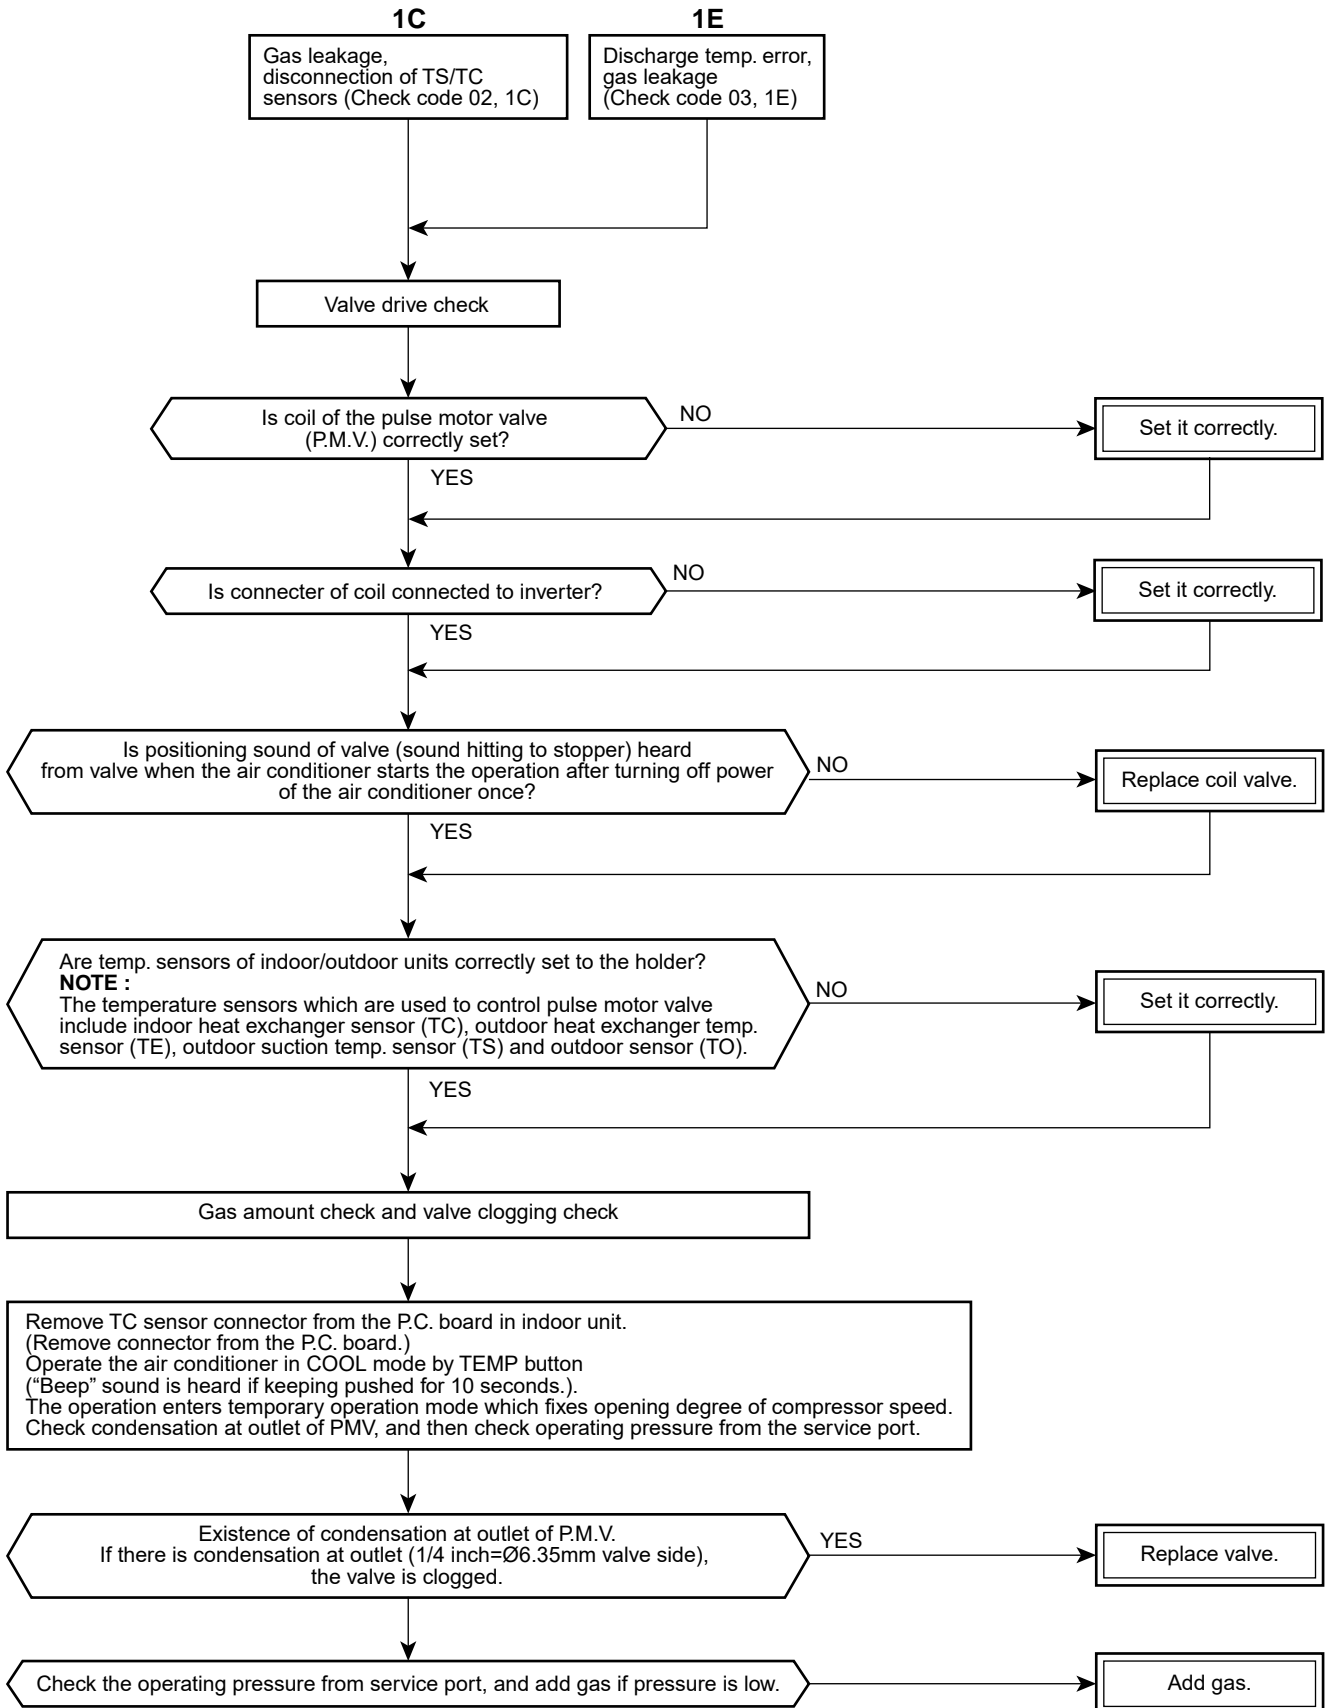 1C
Gas leakage,
disconnection of TS/TC
sensors (Check code 02, 1C)
1E
Discharge temp. error,
gas leakage
(Check code 03, 1E)
Valve drive check
Is coil of the pulse motor valve
(P.M.V.) correctly set?
NO
Set it correctly.
YES
Is connecter of coil connected to inverter?
NO
Set it correctly.
YES
Is positioning sound of valve (sound hitting to stopper) heard
from valve when the air conditioner starts the operation after turning off power
of the air conditioner once?
NO
Replace coil valve.
YES
Are temp. sensors of indoor/outdoor units correctly set to the holder?
NOTE :
The temperature sensors which are used to control pulse motor valve
include indoor heat exchanger sensor (TC), outdoor heat exchanger temp.
sensor (TE), outdoor suction temp. sensor (TS) and outdoor sensor (TO).
NO
Set it correctly.
YES
Gas amount check and valve clogging check
Remove TC sensor connector from the P.C. board in indoor unit.
(Remove connector from the P.C. board.)
Operate the air conditioner in COOL mode by TEMP button
(“Beep” sound is heard if keeping pushed for 10 seconds.).
The operation enters temporary operation mode which fixes opening degree of compressor speed.
Check condensation at outlet of PMV, and then check operating pressure from the service port.
Existence of condensation at outlet of P.M.V.
If there is condensation at outlet (1/4 inch=Ø6.35mm valve side),
the valve is clogged.
YES
Replace valve.
Check the operating pressure from service port, and add gas if pressure is low.
Add gas.